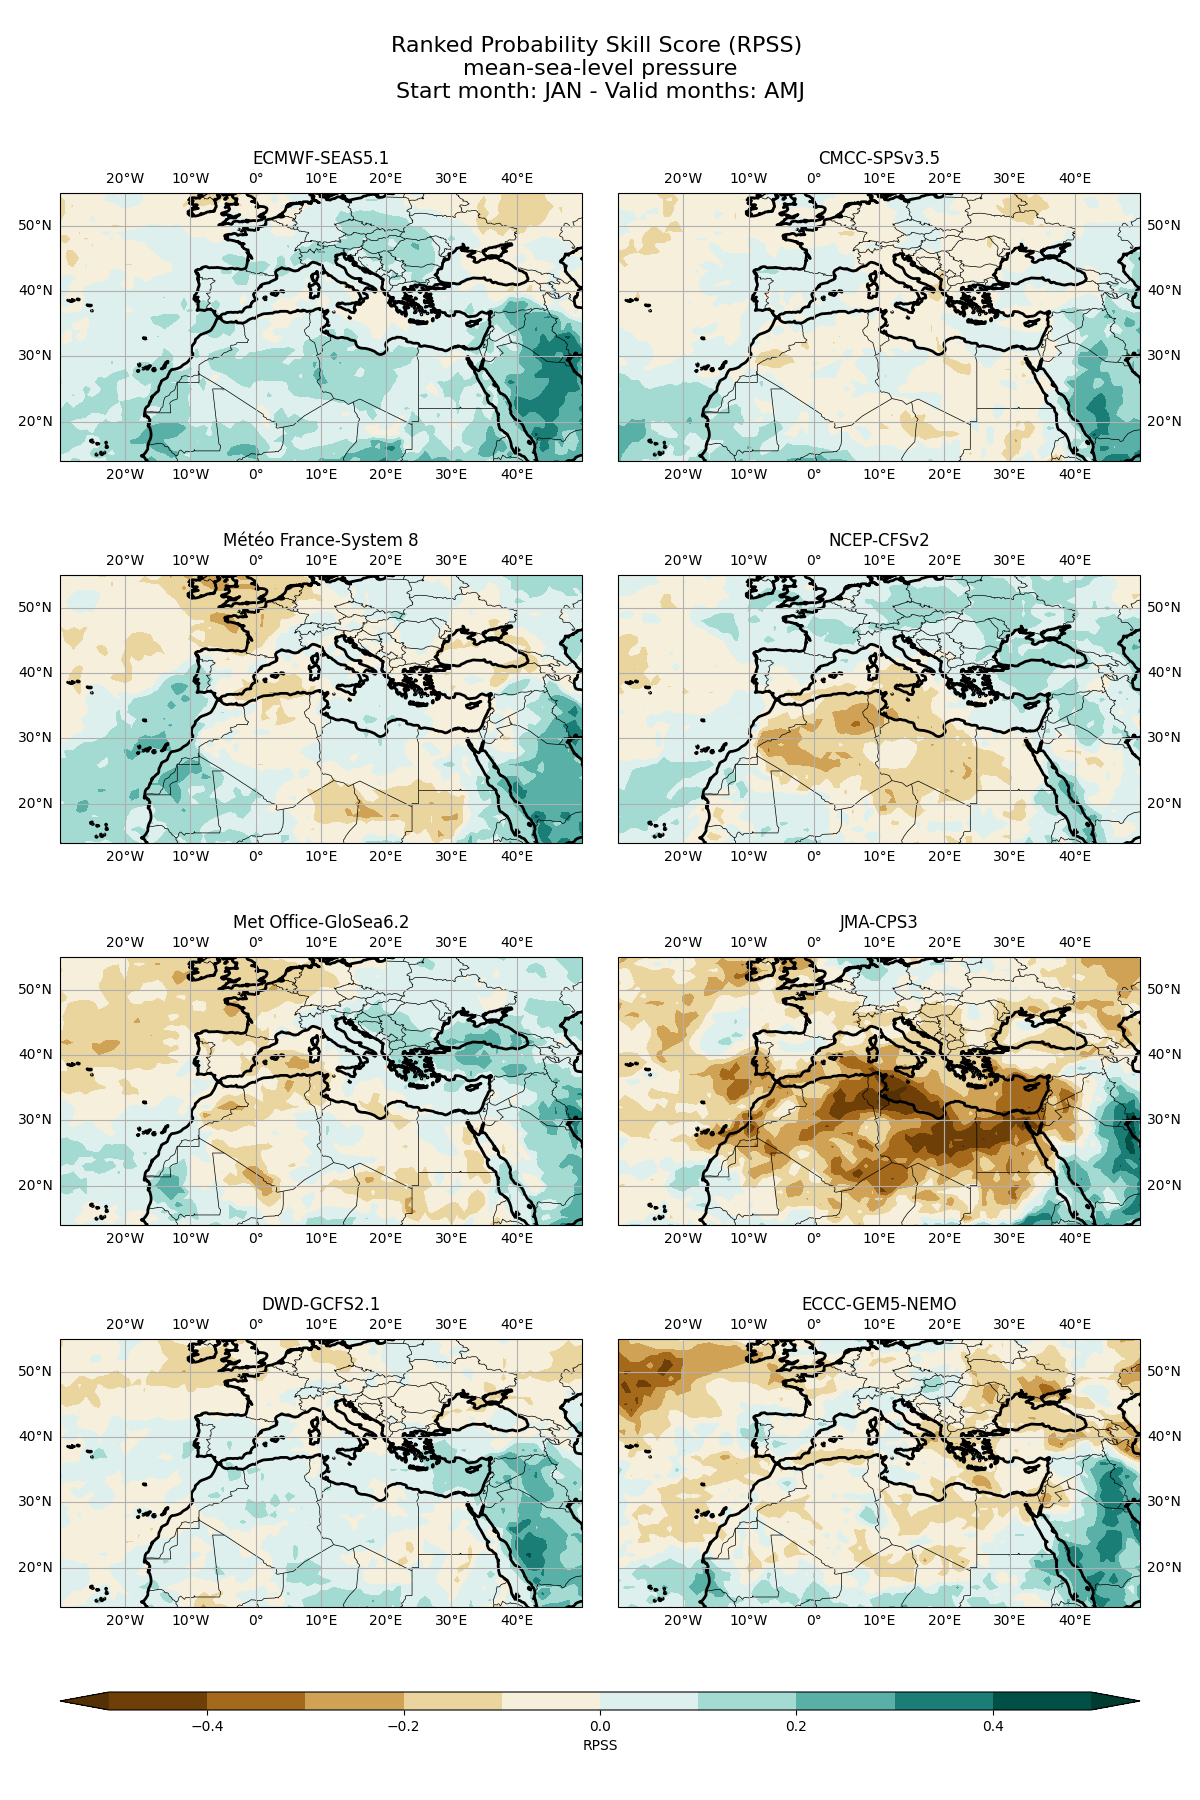 Ranked Probability Skill Score (RPSS)
mean-sea-level pressure
Start month: JAN - Valid months: AMJ
ECMWF-SEAS5.1
20°W 10°W 0° 10°E 20°E 30°E 40°E
50°N
40°N
30°N
20°N
20°W 10°W 0° 10°E 20°E 30°E 40°E
CMCC-SPSv3.5
20°W 10°W 0° 10°E 20°E 30°E 40°E
50°N
40°N
30°N
20°N
20°W 10°W 0° 10°E 20°E 30°E 40°E
Météo France-System 8
20°W 10°W 0° 10°E 20°E 30°E 40°E
50°N
40°N
30°N
20°N
20°W 10°W 0° 10°E 20°E 30°E 40°E
NCEP-CFSv2
20°W 10°W 0° 10°E 20°E 30°E 40°E
50°N
40°N
30°N
20°N
20°W 10°W 0° 10°E 20°E 30°E 40°E
Met Office-GloSea6.2
20°W 10°W 0° 10°E 20°E 30°E 40°E
50°N
40°N
30°N
20°N
20°W 10°W 0° 10°E 20°E 30°E 40°E
JMA-CPS3
20°W 10°W 0° 10°E 20°E 30°E 40°E
50°N
40°N
30°N
20°N
20°W 10°W 0° 10°E 20°E 30°E 40°E
DWD-GCFS2.1
20°W 10°W 0° 10°E 20°E 30°E 40°E
50°N
40°N
30°N
20°N
20°W 10°W 0° 10°E 20°E 30°E 40°E
ECCC-GEM5-NEMO
20°W 10°W 0° 10°E 20°E 30°E 40°E
50°N
40°N
30°N
20°N
20°W 10°W 0° 10°E 20°E 30°E 40°E
−0.4 −0.2 0.0 0.2 0.4
RPSS